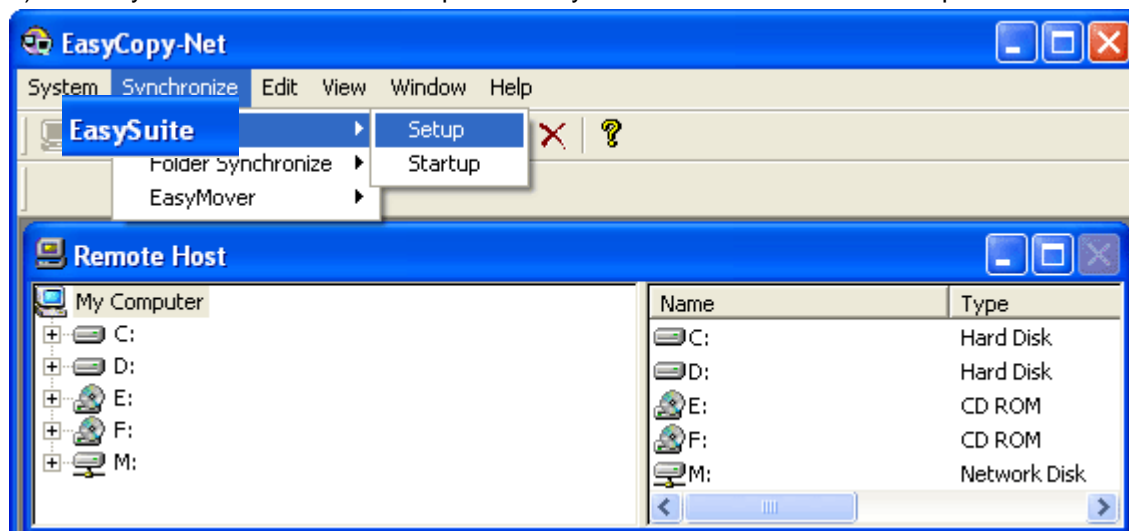 EasyCopy-Net
System Synchronize Edit View Window Help
EasySuite Setup
Folder Synchronize Startup
EasyMover
Remote Host
My Computer Name Type
C: C: Hard Disk
D: D: Hard Disk
E: E: CD ROM
F: F: CD ROM
M: M: Network Disk